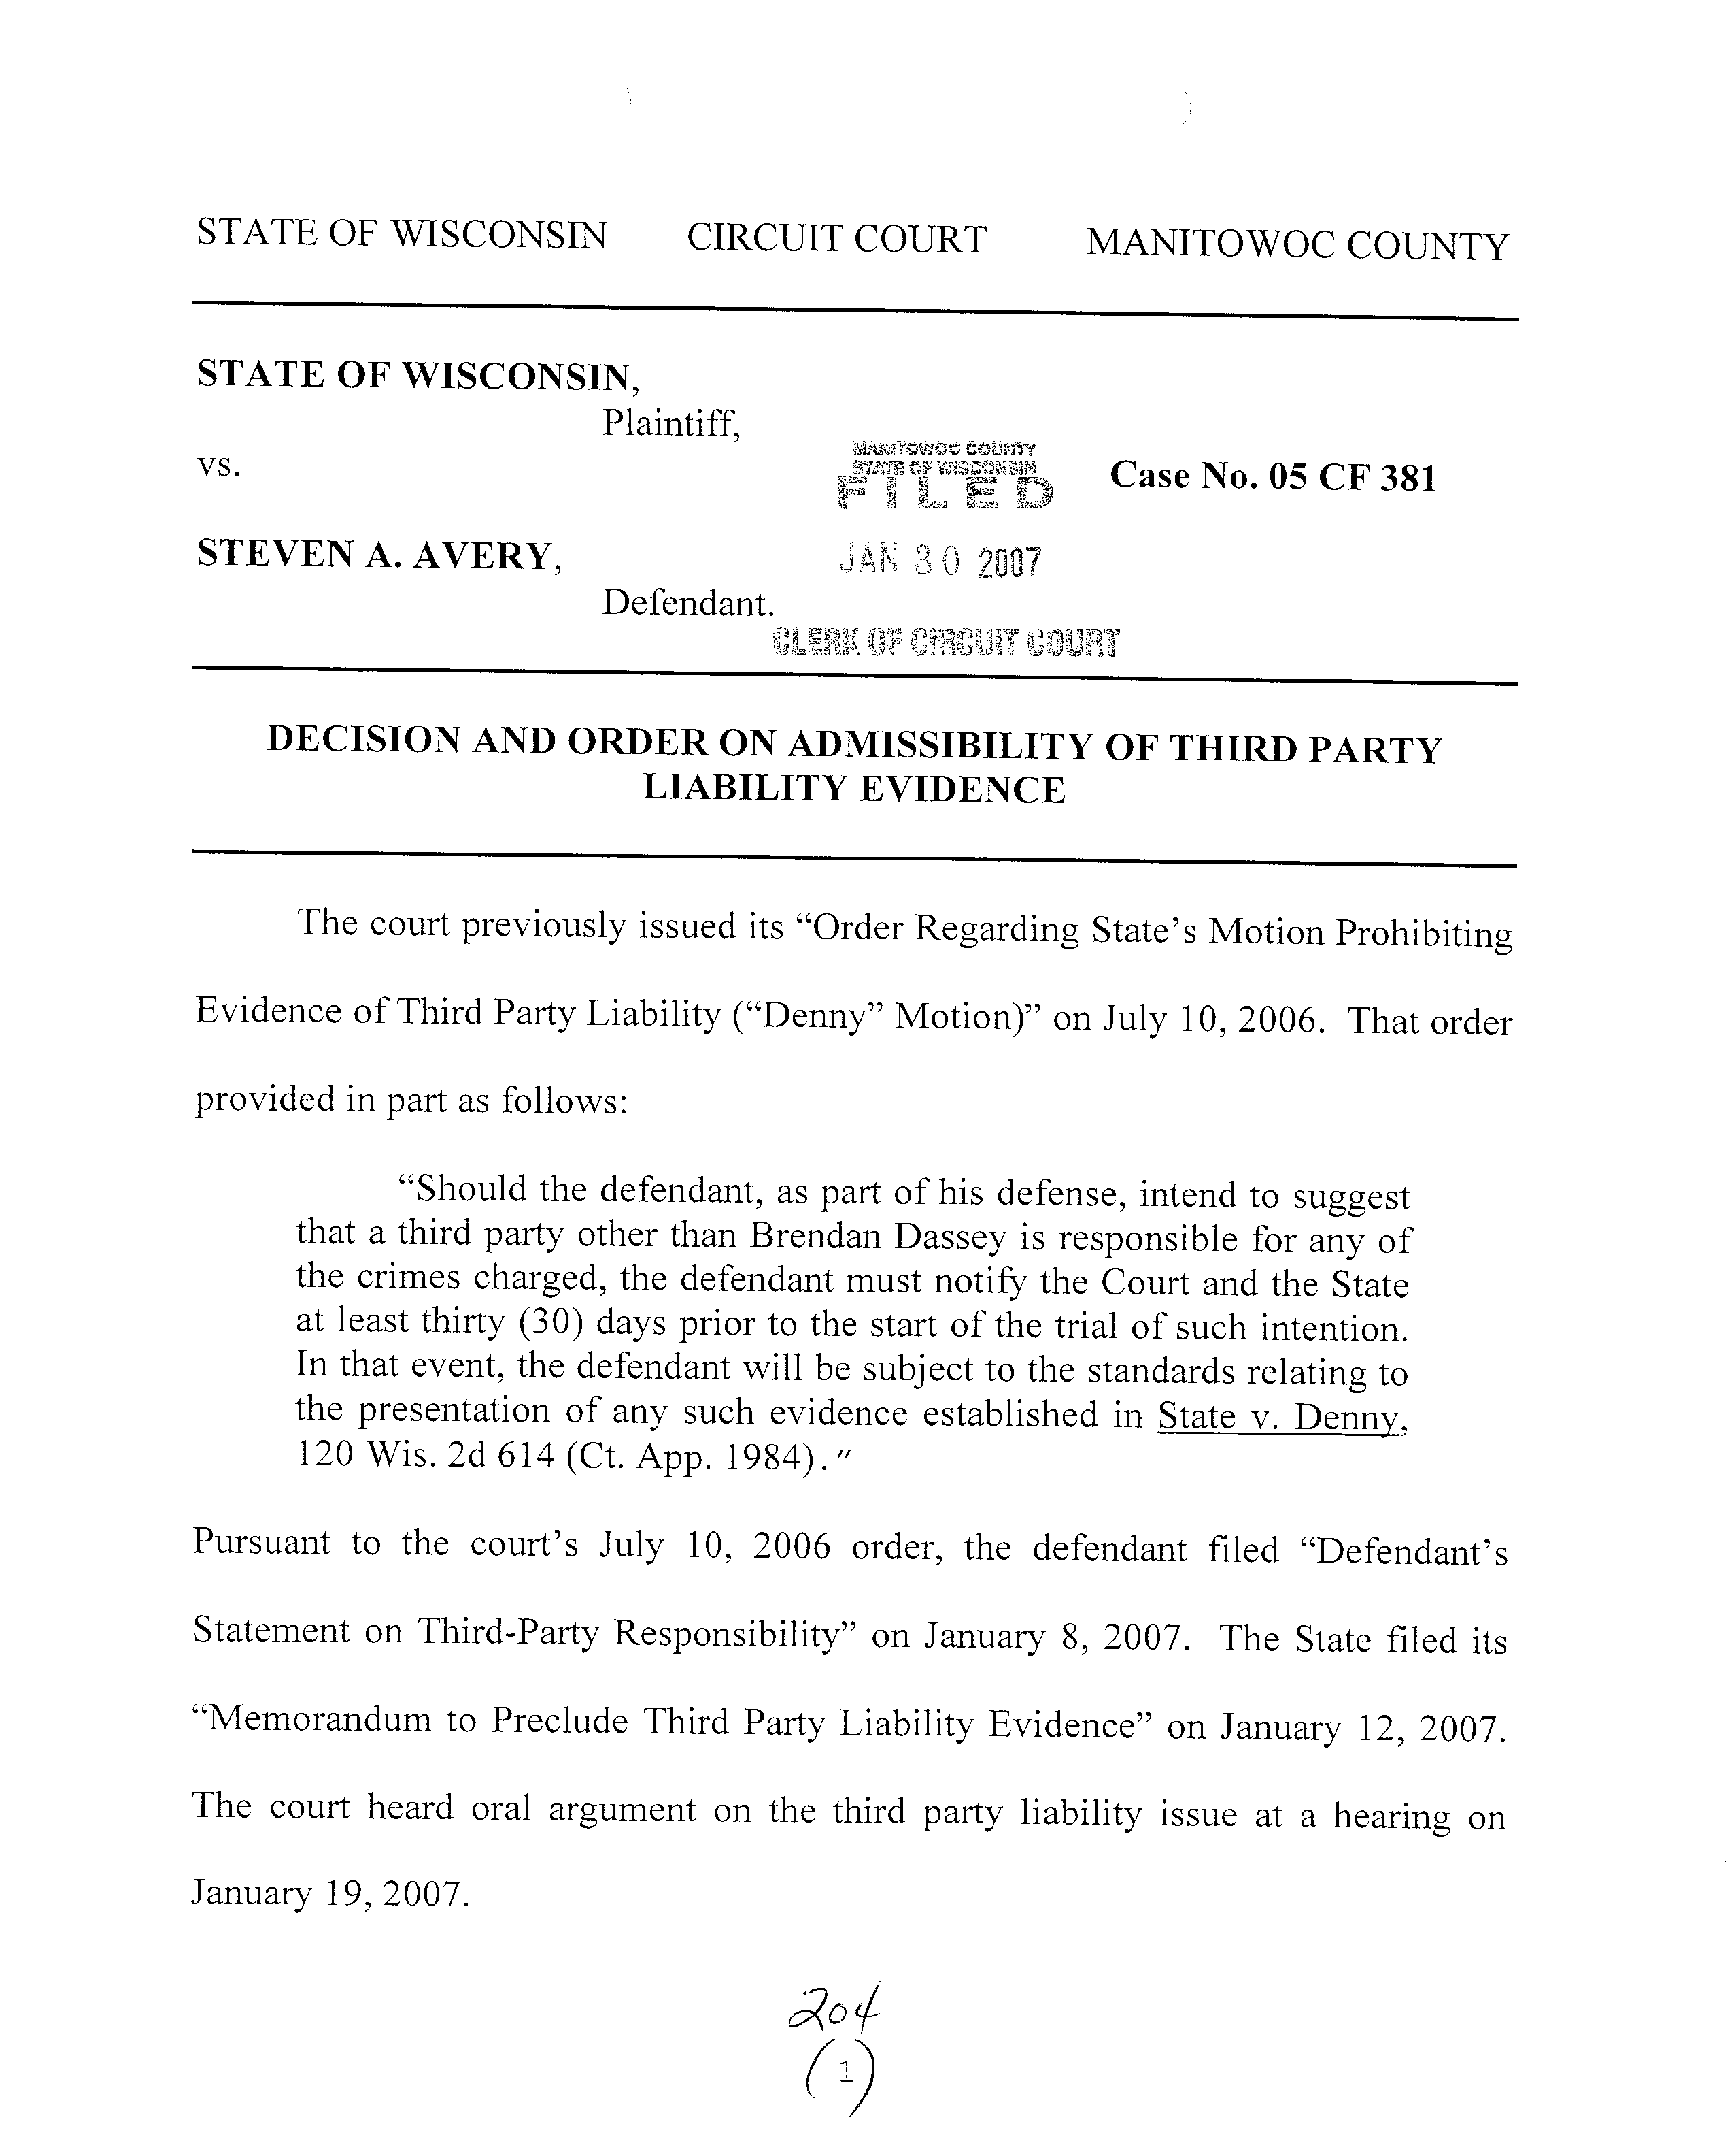 STATE OF WISCONSIN CIRCUIT COURT MANITOWOC COUNTY
STATE OF WISCONSIN,
Plaintiff,
MANITOWOC COUNTY
vs.
STATE OF WISCONSIN
FILED
Case No. 05 CF 381
STEVEN A. AVERY,
JAN 30 2007
Defendant.
CLERK OF CIRCUIT COURT
DECISION AND ORDER ON ADMISSIBILITY OF THIRD PARTY
LIABILITY EVIDENCE
The court previously issued its “Order Regarding State’s Motion Prohibiting
Evidence of Third Party Liability (“Denny” Motion)” on July 10, 2006. That order
provided in part as follows:
“Should the defendant, as part of his defense, intend to suggest
that a third party other than Brendan Dassey is responsible for any of
the crimes charged, the defendant must notify the Court and the State
at least thirty (30) days prior to the start of the trial of such intention.
In that event, the defendant will be subject to the standards relating to
the presentation of any such evidence established in State v. Denny,
120 Wis. 2d 614 (Ct. App. 1984)."
Pursuant to the court’s July 10, 2006 order, the defendant filed “Defendant’s
Statement on Third-Party Responsibility” on January 8, 2007. The State filed its
“Memorandum to Preclude Third Party Liability Evidence” on January 12, 2007.
The court heard oral argument on the third party liability issue at a hearing on
January 19, 2007.
204
(1)